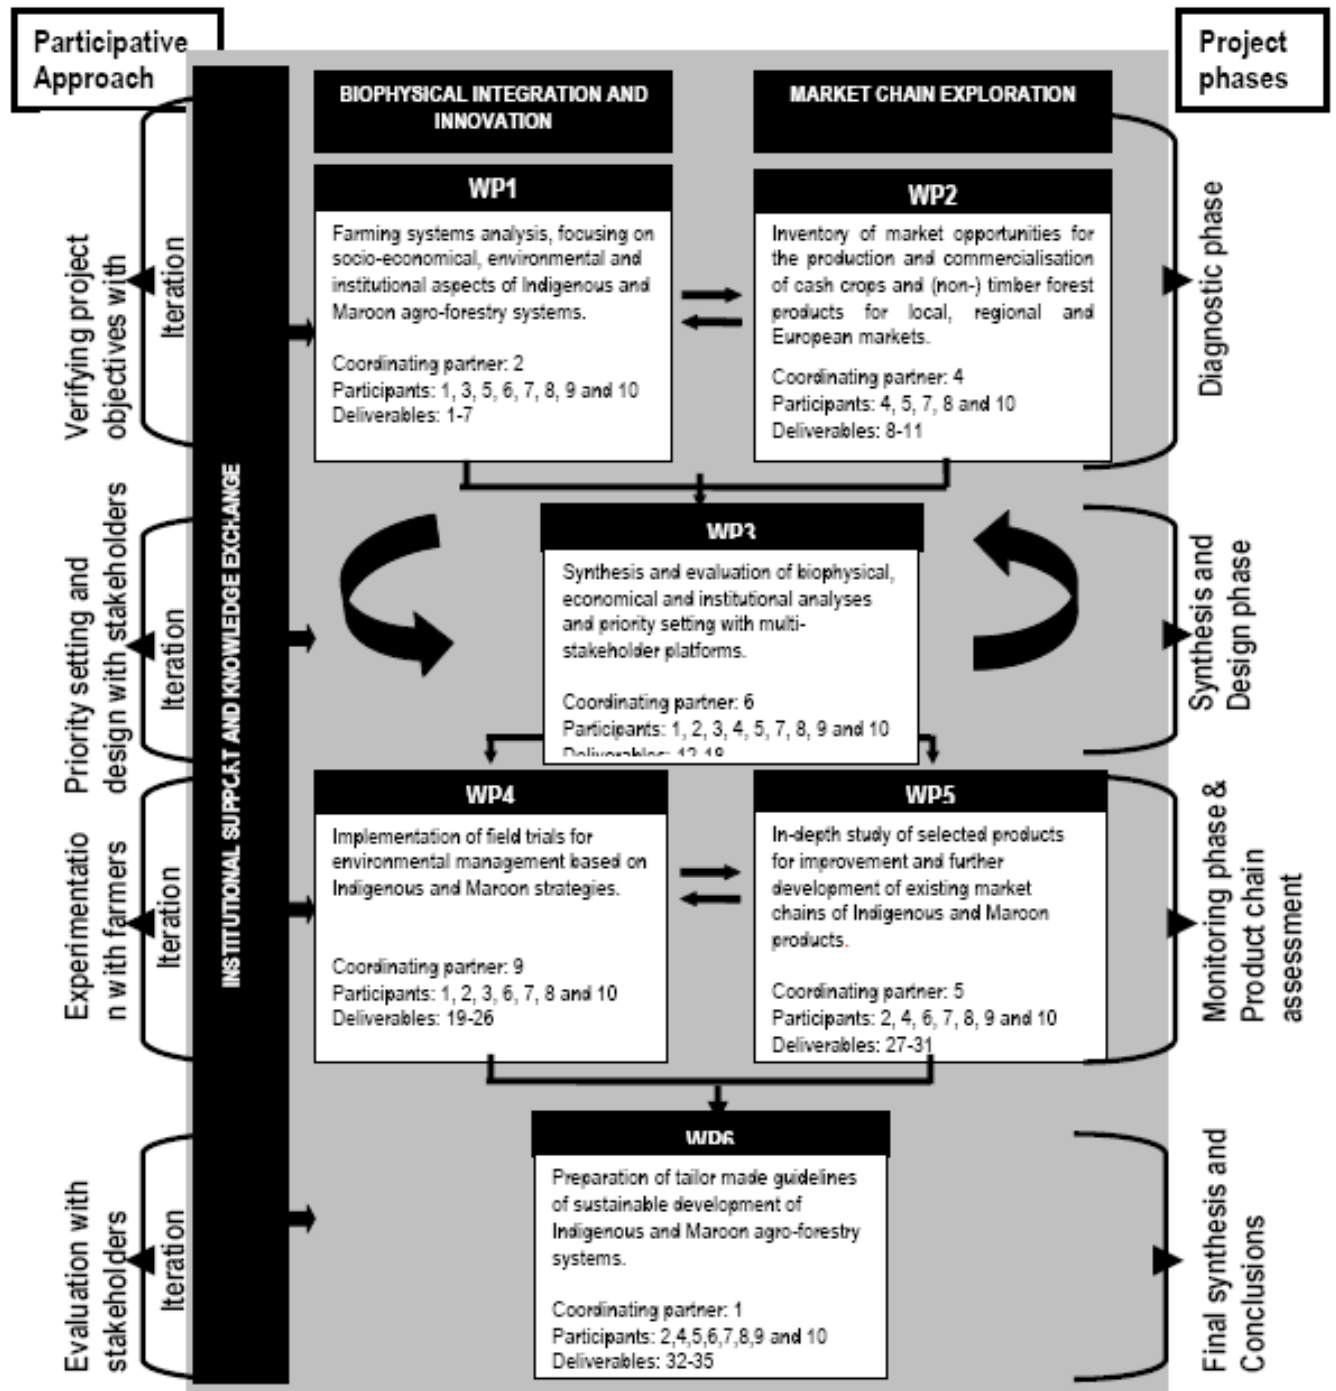 Participative
Approach
Project
phases
BIOPHYSICAL INTEGRATION AND
INNOVATION
MARKET CHAIN EXPLORATION
INSTITUTIONAL SUPPORT AND KNOWLEDGE EXCHANGE
Verifying project
objectives with
Iteration
WP1
Farming systems analysis, focusing on
socio-economical, environmental and
institutional aspects of Indigenous and
Maroon agro-forestry systems.
Coordinating partner: 2
Participants: 1, 3, 5, 6, 7, 8, 9 and 10
Deliverables: 1-7
WP2
Inventory of market opportunities for
the production and commercialisation
of cash crops and (non-) timber forest
products for local, regional and
European markets.
Coordinating partner: 4
Participants: 4, 5, 7, 8 and 10
Deliverables: 8-11
Diagnostic phase
Priority setting and
design with stakeholders
Iteration
WP3
Synthesis and evaluation of biophysical,
economical and institutional analyses
and priority setting with multi-
stakeholder platforms.
Coordinating partner: 6
Participants: 1, 2, 3, 4, 5, 7, 8, 9 and 10
Deliverables: 12-18
Synthesis and
Design phase
Experimentatio
n with farmers
Iteration
WP4
Implementation of field trials for
environmental management based on
Indigenous and Maroon strategies.
Coordinating partner: 9
Participants: 1, 2, 3, 6, 7, 8 and 10
Deliverables: 19-26
WP5
In-depth study of selected products
for improvement and further
development of existing market
chains of Indigenous and Maroon
products.
Coordinating partner: 5
Participants: 2, 4, 6, 7, 8, 9 and 10
Deliverables: 27-31
Monitoring phase &
Product chain
assessment
Evaluation with
stakeholders
Iteration
WP6
Preparation of tailor made guidelines
of sustainable development of
Indigenous and Maroon agro-forestry
systems.
Coordinating partner: 1
Participants: 2,4,5,6,7,8,9 and 10
Deliverables: 32-35
Final synthesis and
Conclusions